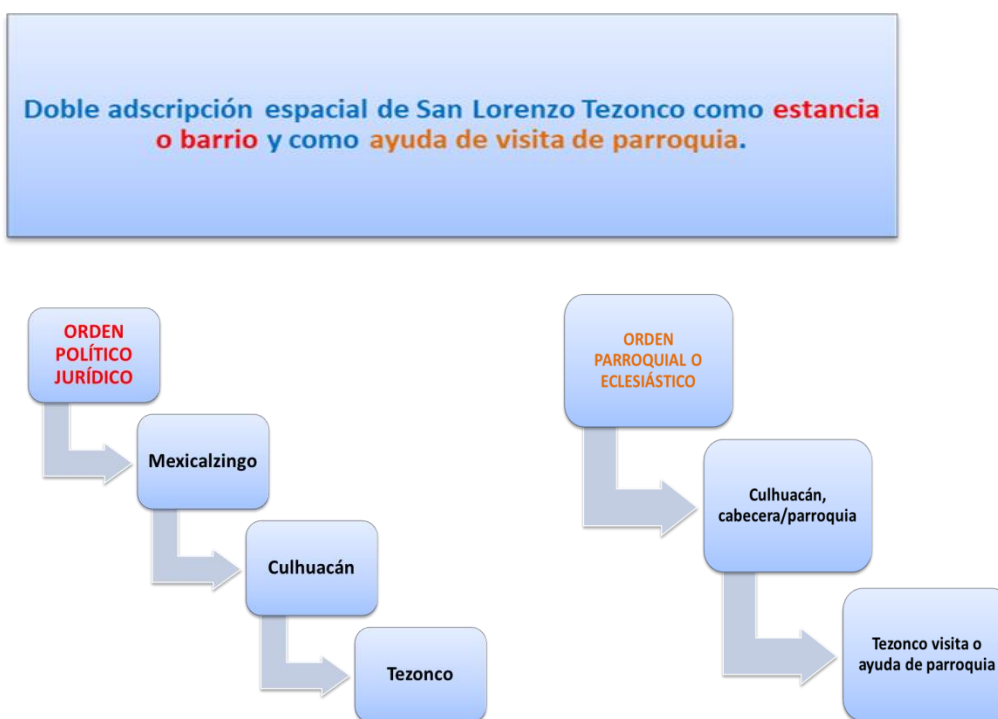 Doble adscripción espacial de San Lorenzo Tezonco como estancia
o barrio y como ayuda de visita de parroquia.
ORDEN
POLÍTICO
JURÍDICO
Mexicalzingo
Culhuacán
Tezonco
ORDEN
PARROQUIAL O
ECLESIÁSTICO
Culhuacán,
cabecera/parroquia
Tezonco visita o
ayuda de parroquia